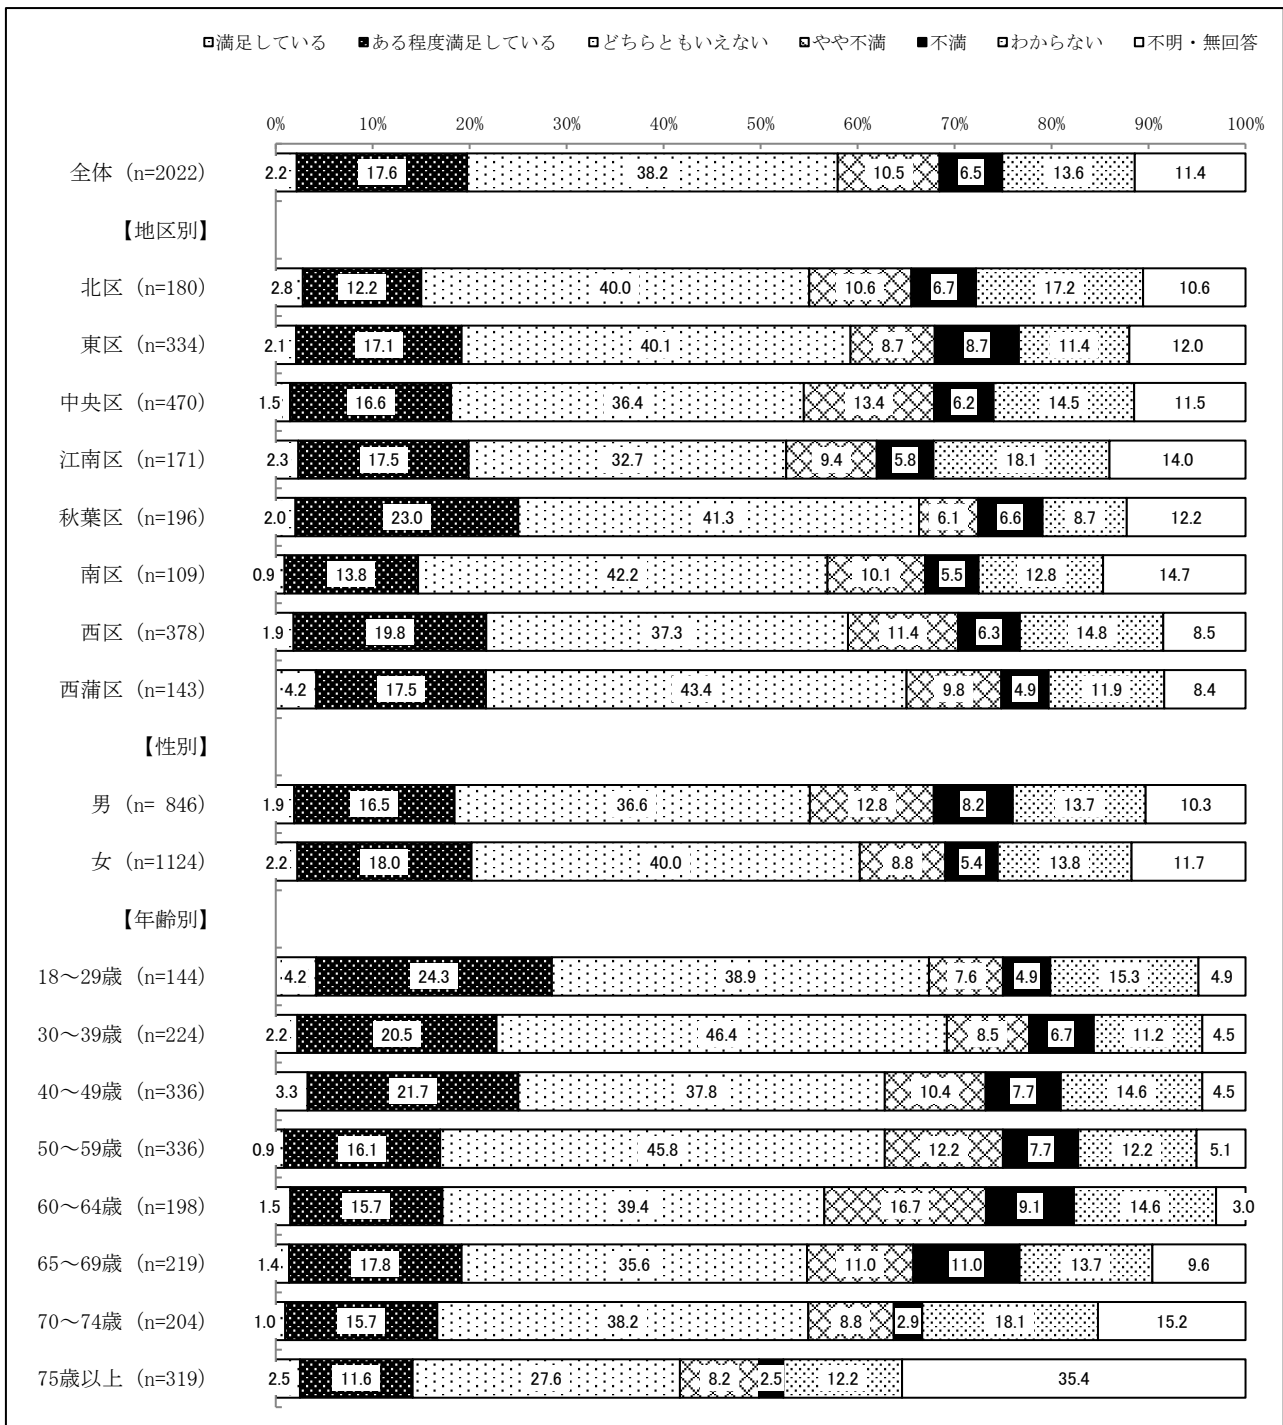 満足している ある程度満足している どちらともいえない やや不満 不満 わからない 不明・無回答
0% 10% 20% 30% 40% 50% 60% 70% 80% 90% 100%
全体 (n=2022) 2.2 17.6 38.2 10.5 6.5 13.6 11.4
【地区別】
北区 (n=180) 2.8 12.2 40.0 10.6 6.7 17.2 10.6
東区 (n=334) 2.1 17.1 40.1 8.7 8.7 11.4 12.0
中央区 (n=470) 1.5 16.6 36.4 13.4 6.2 14.5 11.5
江南区 (n=171) 2.3 17.5 32.7 9.4 5.8 18.1 14.0
秋葉区 (n=196) 2.0 23.0 41.3 6.1 6.6 8.7 12.2
南区 (n=109) 0.9 13.8 42.2 10.1 5.5 12.8 14.7
西区 (n=378) 1.9 19.8 37.3 11.4 6.3 14.8 8.5
西蒲区 (n=143) 4.2 17.5 43.4 9.8 4.9 11.9 8.4
【性別】
男 (n= 846) 1.9 16.5 36.6 12.8 8.2 13.7 10.3
女 (n=1124) 2.2 18.0 40.0 8.8 5.4 13.8 11.7
【年齢別】
18～29歳 (n=144) 4.2 24.3 38.9 7.6 4.9 15.3 4.9
30～39歳 (n=224) 2.2 20.5 46.4 8.5 6.7 11.2 4.5
40～49歳 (n=336) 3.3 21.7 37.8 10.4 7.7 14.6 4.5
50～59歳 (n=336) 0.9 16.1 45.8 12.2 7.7 12.2 5.1
60～64歳 (n=198) 1.5 15.7 39.4 16.7 9.1 14.6 3.0
65～69歳 (n=219) 1.4 17.8 35.6 11.0 11.0 13.7 9.6
70～74歳 (n=204) 1.0 15.7 38.2 8.8 2.9 18.1 15.2
75歳以上 (n=319) 2.5 11.6 27.6 8.2 2.5 12.2 35.4